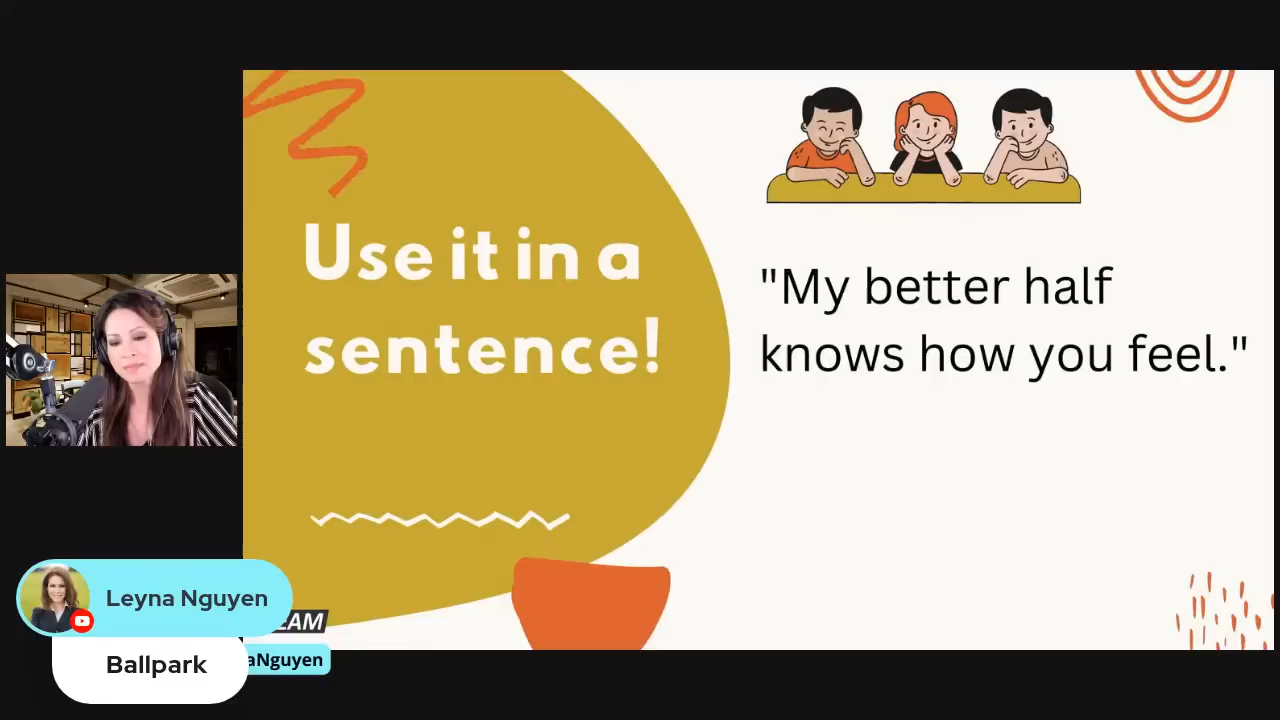 Use it in a
sentence!
"My better half
knows how you feel."
Leyna Nguyen
EAM
Ballpark
aNguyen